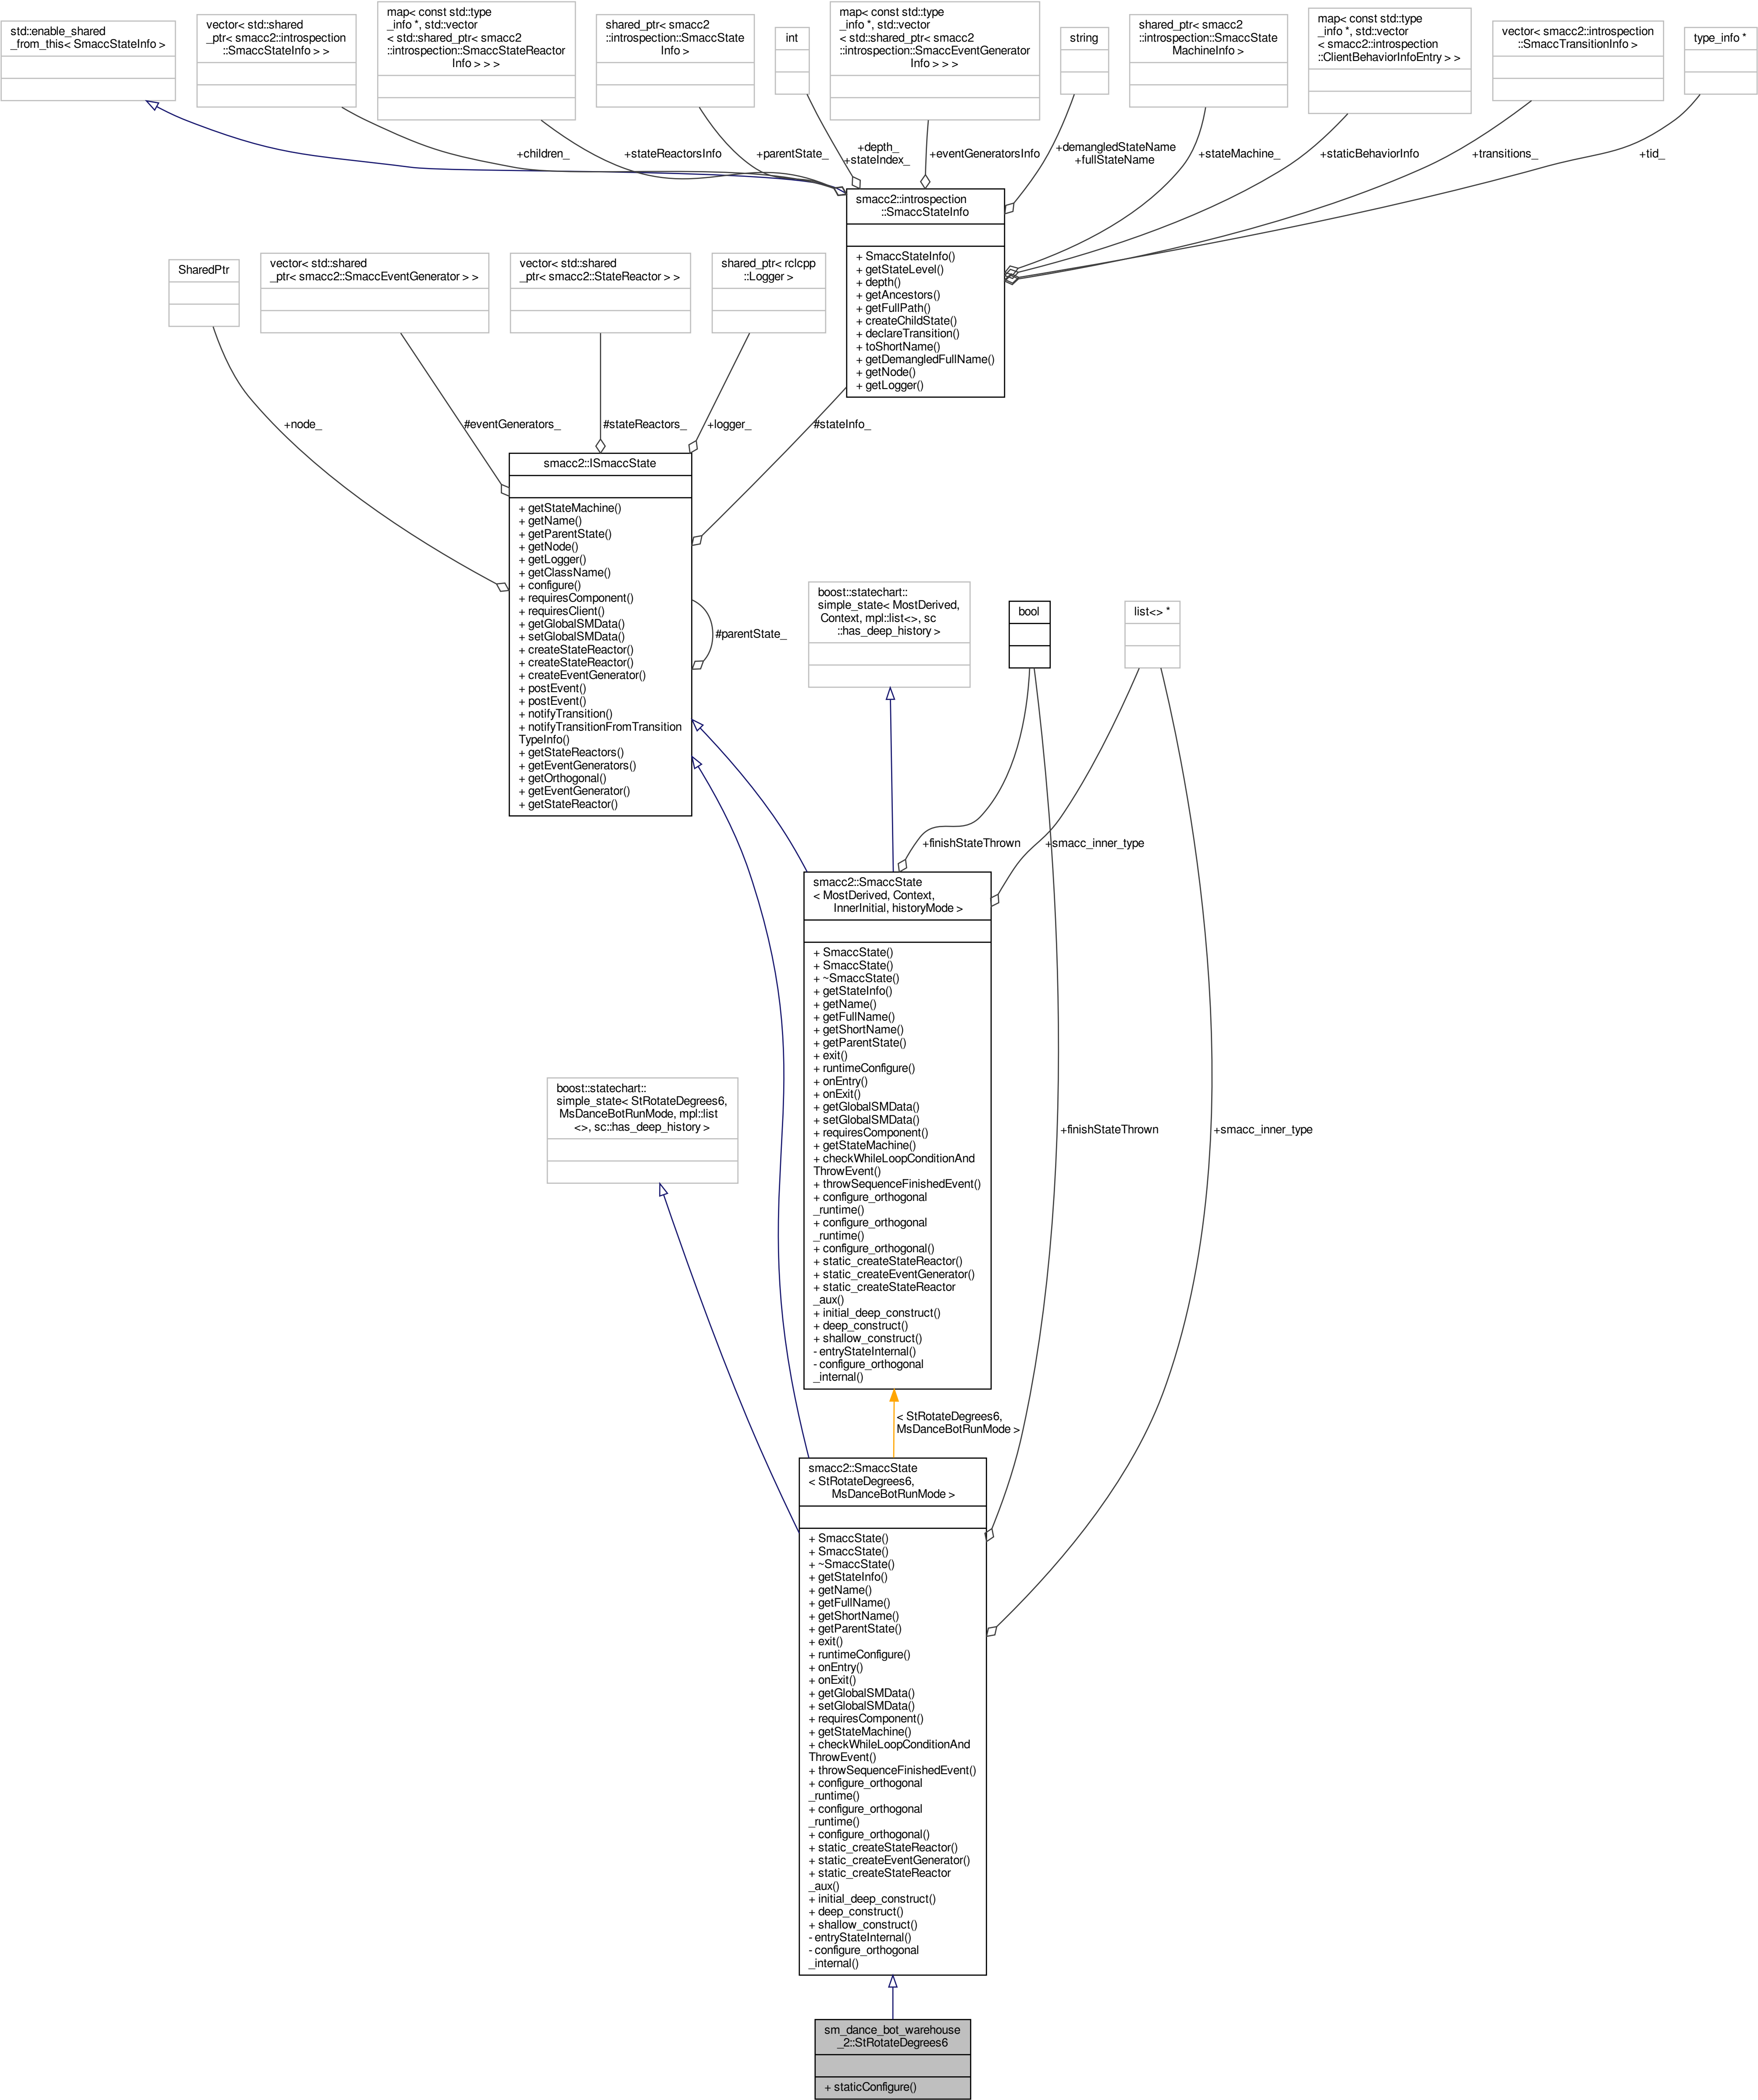 std::enable_shared
_from_this< SmaccStateInfo >
vector< std::shared
_ptr< smacc2::introspection
::SmaccStateInfo > >
map< const std::type
_info *, std::vector
< std::shared_ptr< smacc2
::introspection::SmaccStateReactor
Info > > >
shared_ptr< smacc2
::introspection::SmaccState
Info >
int
map< const std::type
_info *, std::vector
< std::shared_ptr< smacc2
::introspection::SmaccEventGenerator
Info > > >
string
shared_ptr< smacc2
::introspection::SmaccState
MachineInfo >
map< const std::type
_info *, std::vector
< smacc2::introspection
::ClientBehaviorInfoEntry > >
vector< smacc2::introspection
::SmaccTransitionInfo >
type_info *
+children_
+stateReactorsInfo
+parentState_
+depth_
+stateIndex_
+eventGeneratorsInfo
+demangledStateName
+fullStateName
+stateMachine_
+staticBehaviorInfo
+transitions_
+tid_
smacc2::introspection
::SmaccStateInfo
+ SmaccStateInfo()
+ getStateLevel()
+ depth()
+ getAncestors()
+ getFullPath()
+ createChildState()
+ declareTransition()
+ toShortName()
+ getDemangledFullName()
+ getNode()
+ getLogger()
SharedPtr
vector< std::shared
_ptr< smacc2::SmaccEventGenerator > >
vector< std::shared
_ptr< smacc2::StateReactor > >
shared_ptr< rclcpp
::Logger >
+node_
#eventGenerators_
#stateReactors_
+logger_
#stateInfo_
smacc2::ISmaccState
+ getStateMachine()
+ getName()
+ getParentState()
+ getNode()
+ getLogger()
+ getClassName()
+ configure()
+ requiresComponent()
+ requiresClient()
+ getGlobalSMData()
+ setGlobalSMData()
+ createStateReactor()
+ createStateReactor()
+ createEventGenerator()
+ postEvent()
+ postEvent()
+ notifyTransition()
+ notifyTransitionFromTransition
TypeInfo()
+ getStateReactors()
+ getEventGenerators()
+ getOrthogonal()
+ getEventGenerator()
+ getStateReactor()
#parentState_
boost::statechart::
simple_state< MostDerived,
Context, mpl::list<>, sc
::has_deep_history >
bool
list<> *
+finishStateThrown
+smacc_inner_type
smacc2::SmaccState
< MostDerived, Context,
InnerInitial, historyMode >
+ SmaccState()
+ SmaccState()
+ ~SmaccState()
+ getStateInfo()
+ getName()
+ getFullName()
+ getShortName()
+ getParentState()
+ exit()
+ runtimeConfigure()
+ onEntry()
+ onExit()
+ getGlobalSMData()
+ setGlobalSMData()
+ requiresComponent()
+ getStateMachine()
+ checkWhileLoopConditionAnd
ThrowEvent()
+ throwSequenceFinishedEvent()
+ configure_orthogonal
_runtime()
+ configure_orthogonal
_runtime()
+ configure_orthogonal()
+ static_createStateReactor()
+ static_createEventGenerator()
+ static_createStateReactor
_aux()
+ initial_deep_construct()
+ deep_construct()
+ shallow_construct()
- entryStateInternal()
- configure_orthogonal
_internal()
boost::statechart::
simple_state< StRotateDegrees6,
MsDanceBotRunMode, mpl::list
<>, sc::has_deep_history >
+finishStateThrown
+smacc_inner_type
< StRotateDegrees6,
MsDanceBotRunMode >
smacc2::SmaccState
< StRotateDegrees6,
MsDanceBotRunMode >
+ SmaccState()
+ SmaccState()
+ ~SmaccState()
+ getStateInfo()
+ getName()
+ getFullName()
+ getShortName()
+ getParentState()
+ exit()
+ runtimeConfigure()
+ onEntry()
+ onExit()
+ getGlobalSMData()
+ setGlobalSMData()
+ requiresComponent()
+ getStateMachine()
+ checkWhileLoopConditionAnd
ThrowEvent()
+ throwSequenceFinishedEvent()
+ configure_orthogonal
_runtime()
+ configure_orthogonal
_runtime()
+ configure_orthogonal()
+ static_createStateReactor()
+ static_createEventGenerator()
+ static_createStateReactor
_aux()
+ initial_deep_construct()
+ deep_construct()
+ shallow_construct()
- entryStateInternal()
- configure_orthogonal
_internal()
sm_dance_bot_warehouse
_2::StRotateDegrees6
+ staticConfigure()